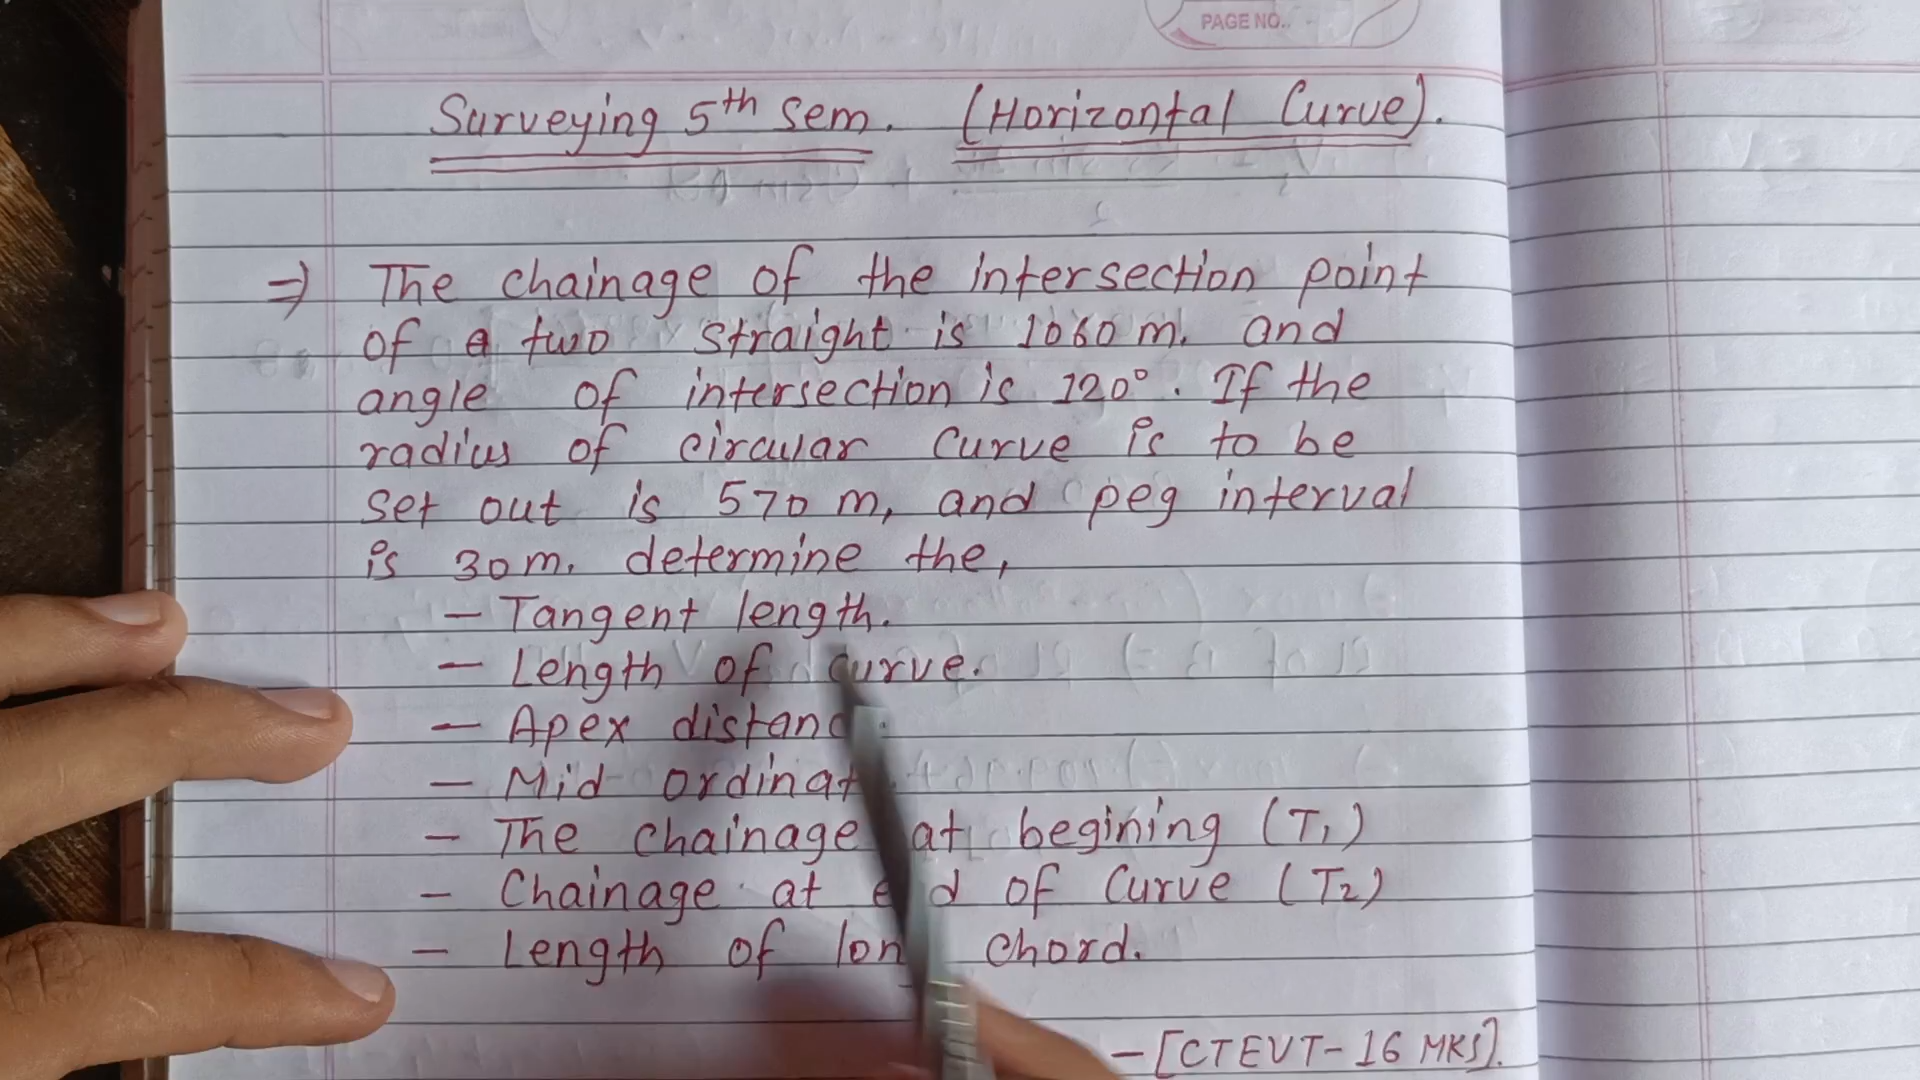 PAGE NO..
Surveying 5th sem. (Horizontal Curve).
⇒ The chainage of the intersection point
of a two straight is 1060 m. and
angle of intersection is 120°. If the
radius of circular curve is to be
set out is 570 m, and peg interval
is 30m. determine the,
- Tangent length.
- Length of curve.
- Apex distanc
- Mid ordinat
- The chainage at begining (T1)
- Chainage at e d of Curve (T2)
- Length of lon chord.
- [CTEVT- 16 MKS].